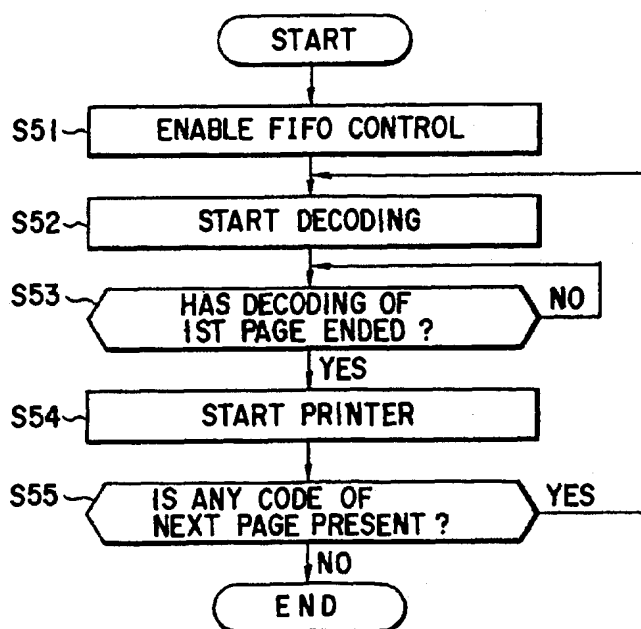 START
S51
ENABLE FIFO CONTROL
S52
START DECODING
S53
HAS DECODING OF
1ST PAGE ENDED ?
NO
YES
S54
START PRINTER
S55
IS ANY CODE OF
NEXT PAGE PRESENT ?
YES
NO
END